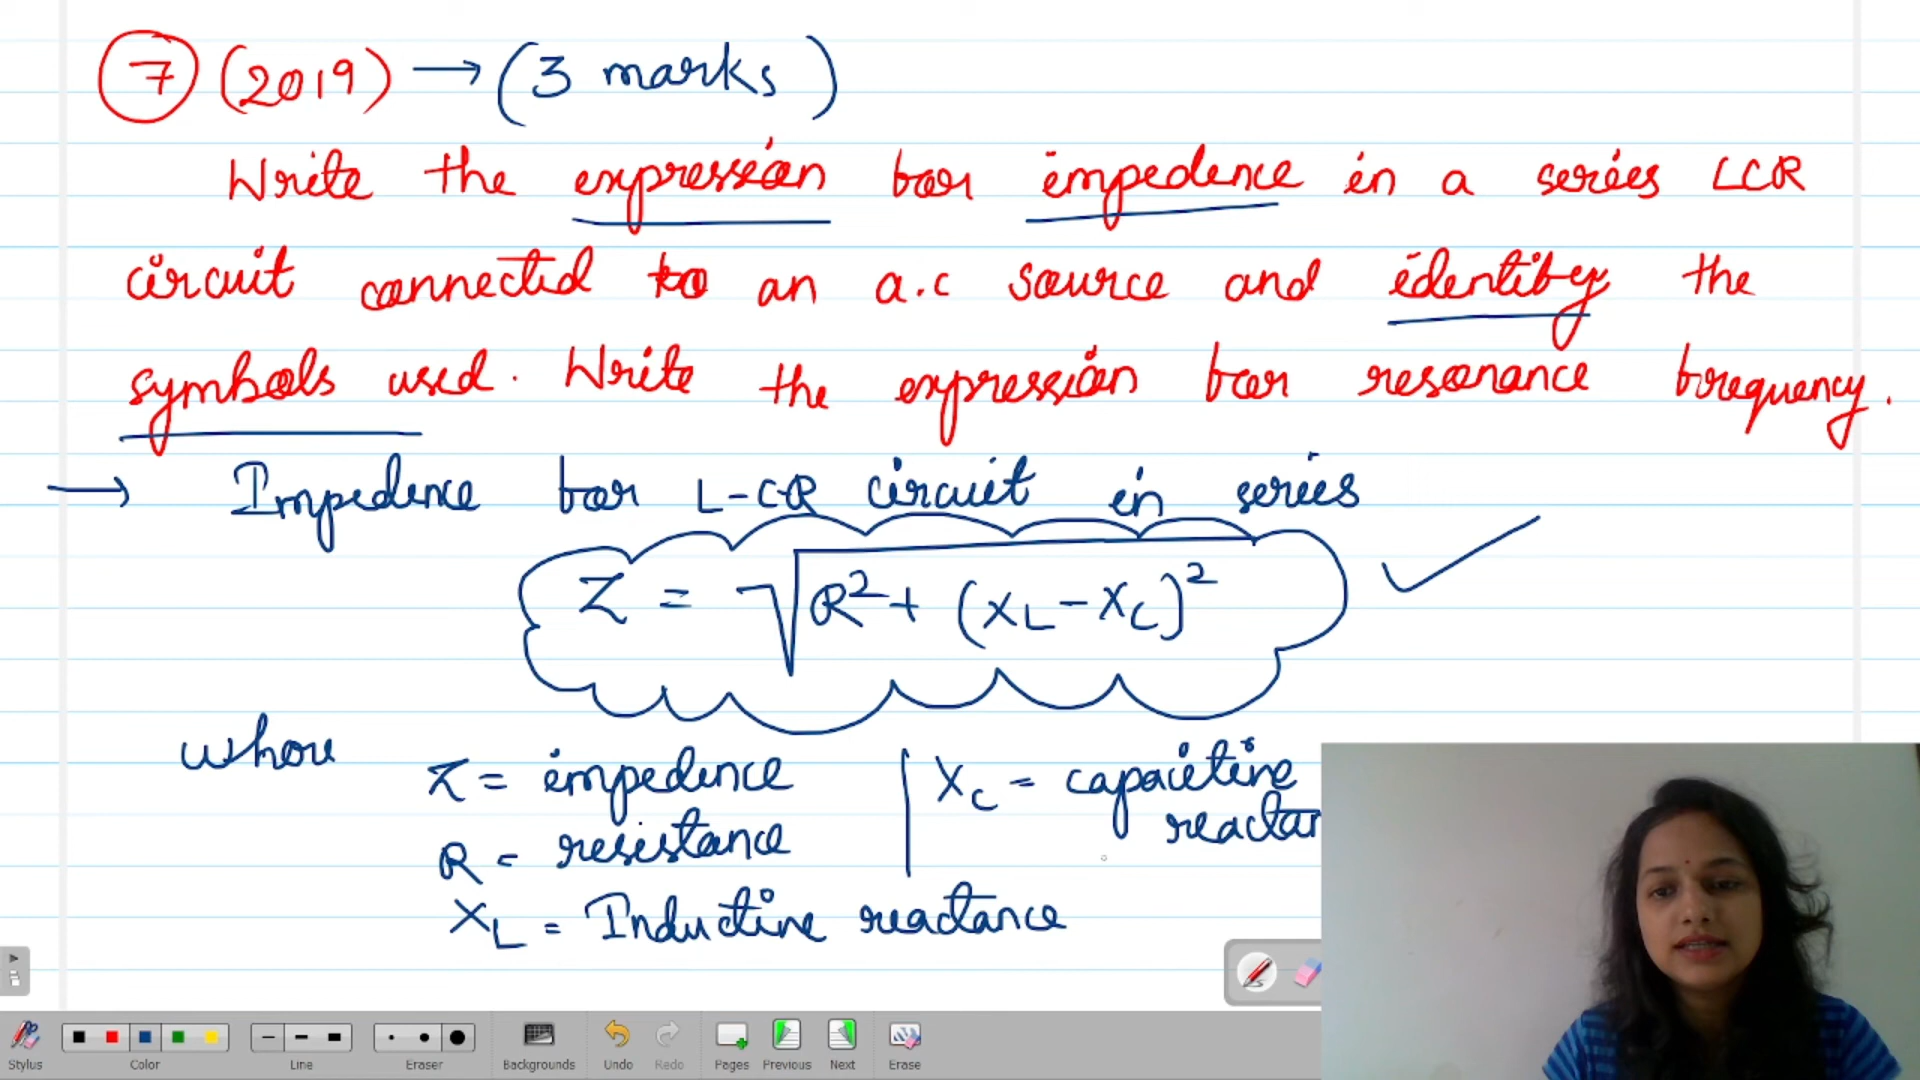 7 (2019) → (3 marks)
Write the expression for impedence in a series LCR
circuit connected to an a.c source and identify the
symbols used. Write the expression for resonance frequency.
→ Impedence for L-CR circuit in series
Z = √R² + (XL - XC)²
where
Z = impedence | XC = capacitive
R = resistance reactan
XL = Inductive reactance
Stylus Color Line Eraser Backgrounds Undo Redo Pages Previous Next Erase